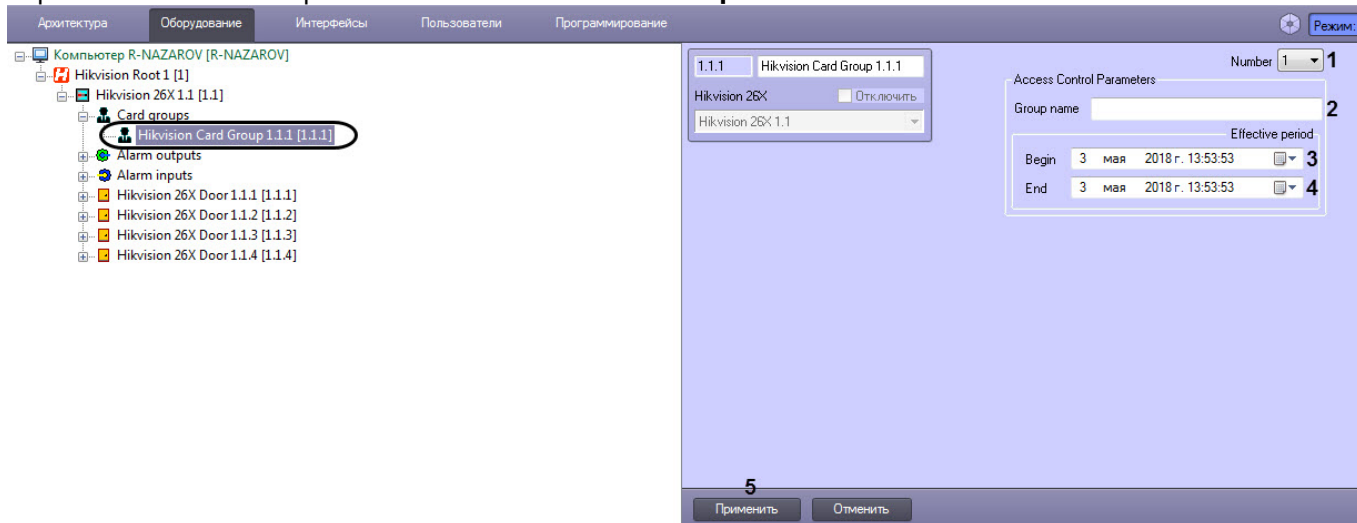 Архитектура Оборудование Интерфейсы Пользователи Программирование Режим:
Компьютер R-NAZAROV [R-NAZAROV]
Hikvision Root 1 [1]
Hikvision 26X 1.1 [1.1]
Card groups
Hikvision Card Group 1.1.1 [1.1.1]
Alarm outputs
Alarm inputs
Hikvision 26X Door 1.1.1 [1.1.1]
Hikvision 26X Door 1.1.2 [1.1.2]
Hikvision 26X Door 1.1.3 [1.1.3]
Hikvision 26X Door 1.1.4 [1.1.4]
1.1.1 Hikvision Card Group 1.1.1
Hikvision 26X Отключить
Hikvision 26X 1.1
Number 1 1
Access Control Parameters
Group name 2
Effective period
Begin 3 мая 2018 г. 13:53:53 3
End 3 мая 2018 г. 13:53:53 4
5
Применить Отменить